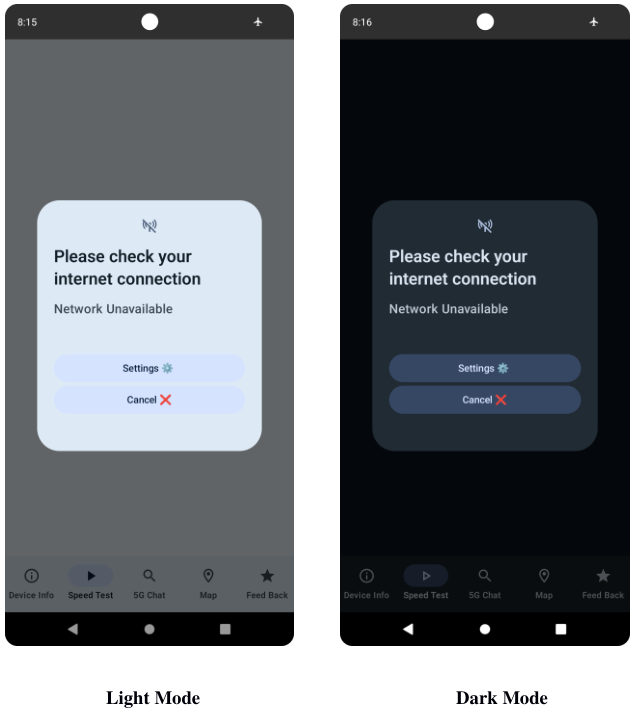 8:15
Please check your
internet connection
Network Unavailable
Settings ⚙️
Cancel ❌
Device Info Speed Test 5G Chat Map Feed Back
Light Mode
8:16
Please check your
internet connection
Network Unavailable
Settings ⚙️
Cancel ❌
Device Info Speed Test 5G Chat Map Feed Back
Dark Mode